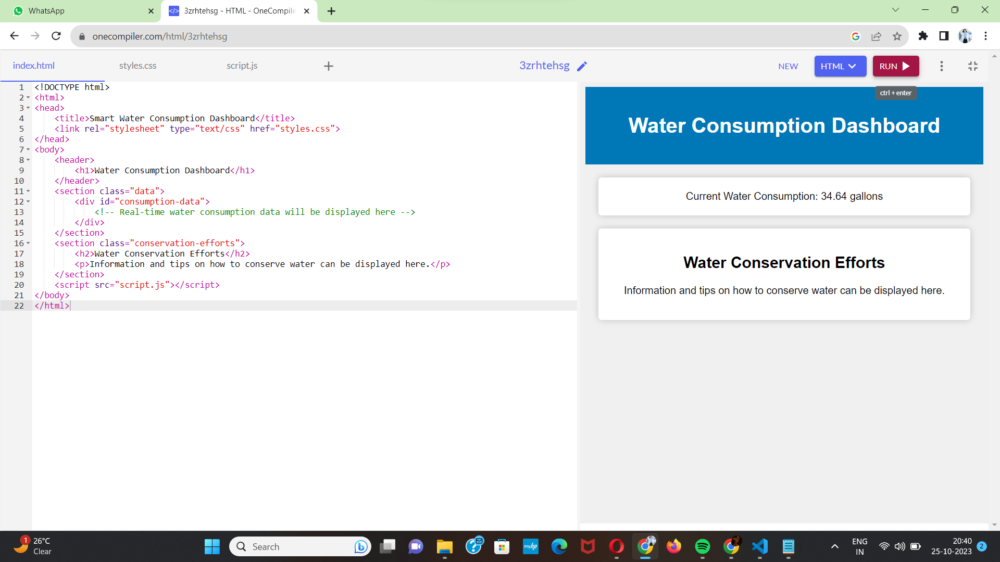 WhatsApp
3zrhtehsg - HTML - OneCompile
onecompiler.com/html/3zrhtehsg
index.html styles.css script.js
3zrhtehsg NEW HTML RUN
ctrl + enter
1 <!DOCTYPE html>
2 <html>
3 <head>
4 <title>Smart Water Consumption Dashboard</title>
5 <link rel="stylesheet" type="text/css" href="styles.css">
6 </head>
7 <body>
8 <header>
9 <h1>Water Consumption Dashboard</h1>
10 </header>
11 <section class="data">
12 <div id="consumption-data">
13 <!-- Real-time water consumption data will be displayed here -->
14 </div>
15 </section>
16 <section class="conservation-efforts">
17 <h2>Water Conservation Efforts</h2>
18 <p>Information and tips on how to conserve water can be displayed here.</p>
19 </section>
20 <script src="script.js"></script>
21 </body>
22 </html>
Water Consumption Dashboard
Current Water Consumption: 34.64 gallons
Water Conservation Efforts
Information and tips on how to conserve water can be displayed here.
1
26°C
Clear
Search
myhp
ENG
IN
20:40
25-10-2023
2